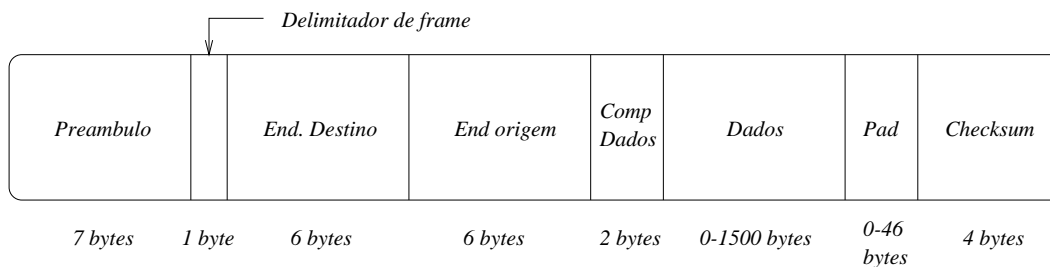 Delimitador de frame
Preambulo
End. Destino
End origem
Comp
Dados
Dados
Pad
Checksum
7 bytes
1 byte
6 bytes
6 bytes
2 bytes
0-1500 bytes
0-46
bytes
4 bytes